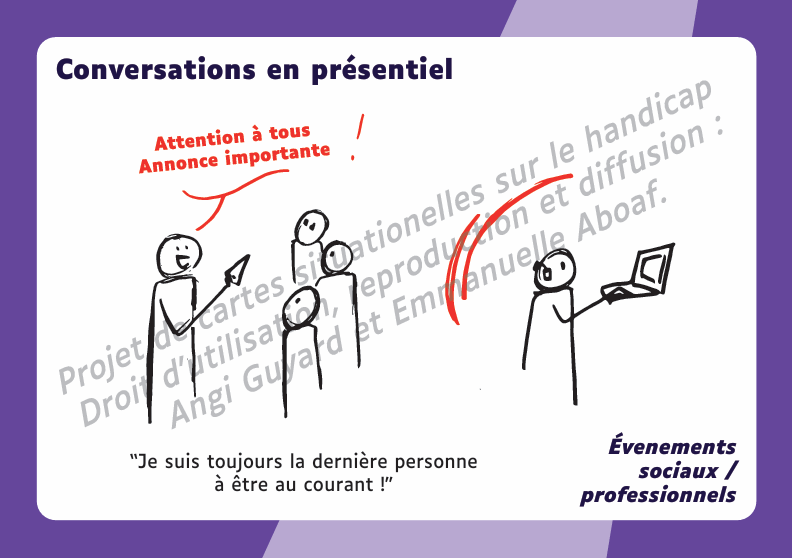 Conversations en présentiel
Attention à tous
Annonce importante
!
Projet de cartes situationelles sur le handicap
Droit d'utilisation, reproduction et diffusion :
Angi Guyard et Emmanuelle Aboaf.
“Je suis toujours la dernière personne
à être au courant !”
Évenements
sociaux /
professionnels